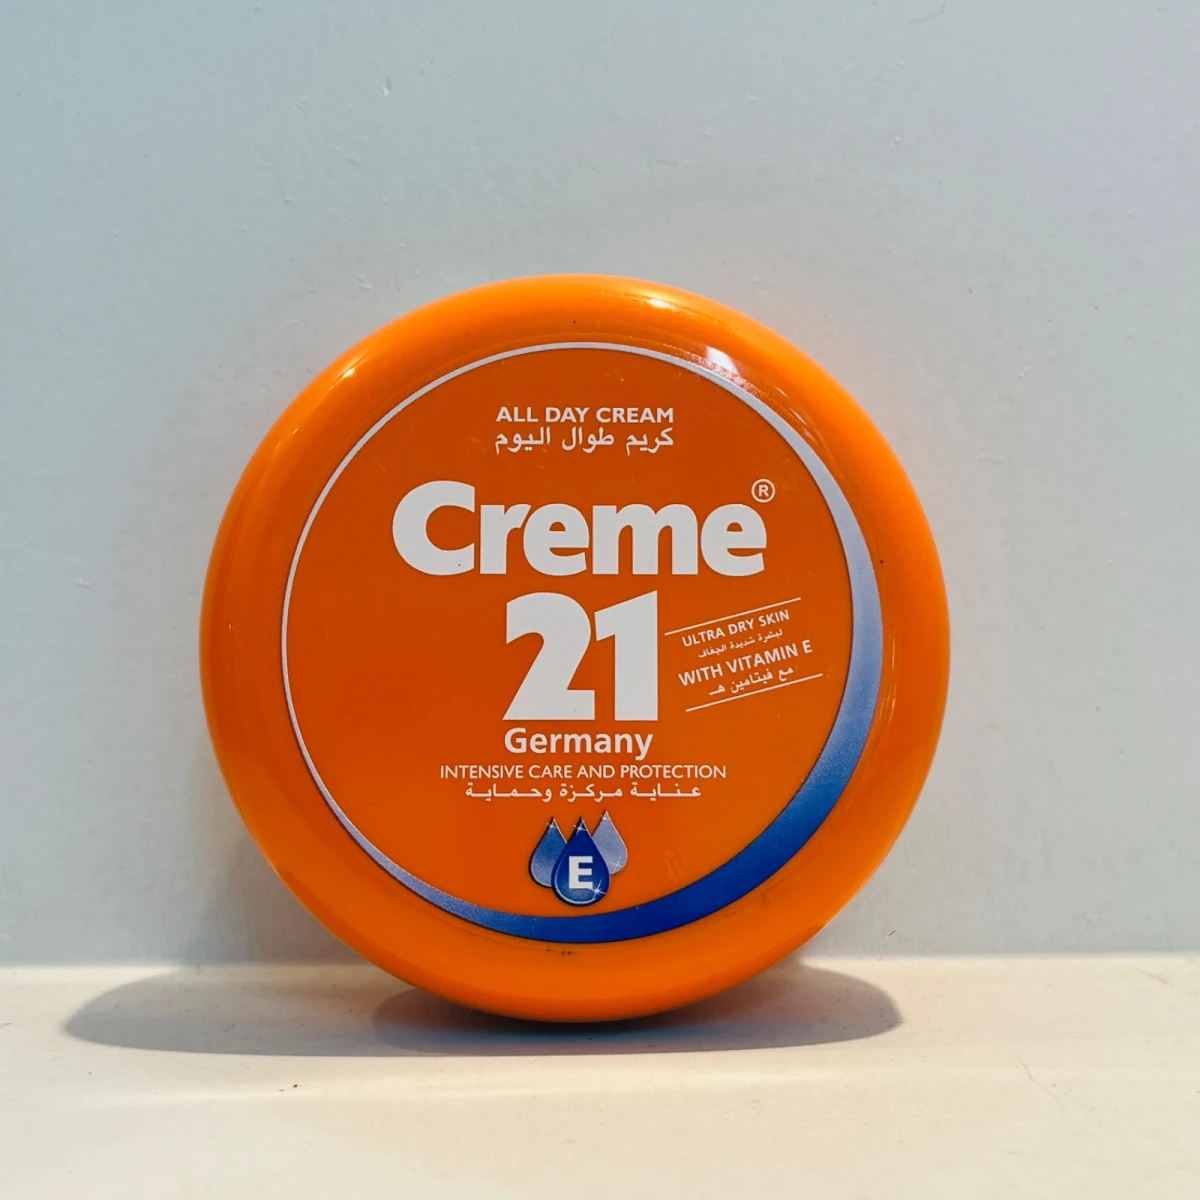 ALL DAY CREAM
كريم طوال اليوم
Creme®
21
ULTRA DRY SKIN
لبشرة شديدة الجفاف
WITH VITAMIN E
مع فيتامين هـ
Germany
INTENSIVE CARE AND PROTECTION
عناية مركزة وحماية
E